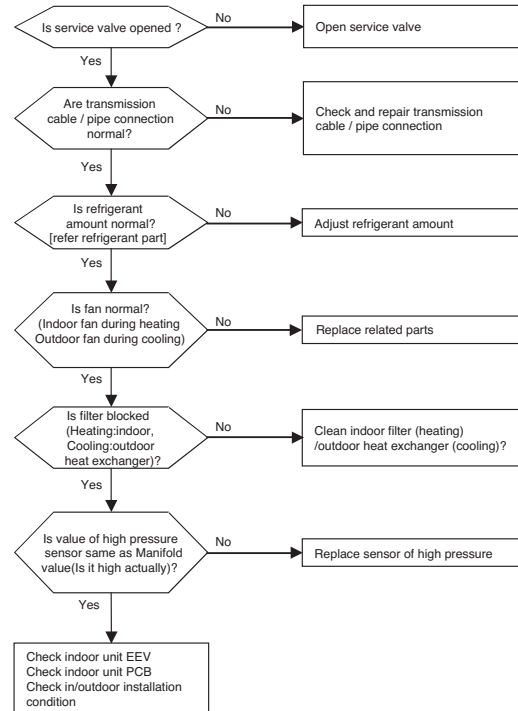 Is service valve opened ?
No
Open service valve
Yes
Are transmission
cable / pipe connection
normal?
No
Check and repair transmission
cable / pipe connection
Yes
Is refrigerant
amount normal?
[refer refrigerant part]
No
Adjust refrigerant amount
Yes
Is fan normal?
(Indoor fan during heating
Outdoor fan during cooling)
No
Replace related parts
Yes
Is filter blocked
(Heating:indoor,
Cooling:outdoor
heat exchanger)?
No
Clean indoor filter (heating)
/outdoor heat exchanger (cooling)?
Yes
Is value of high pressure
sensor same as Manifold
value(Is it high actually)?
No
Replace sensor of high pressure
Yes
Check indoor unit EEV
Check indoor unit PCB
Check in/outdoor installation
condition